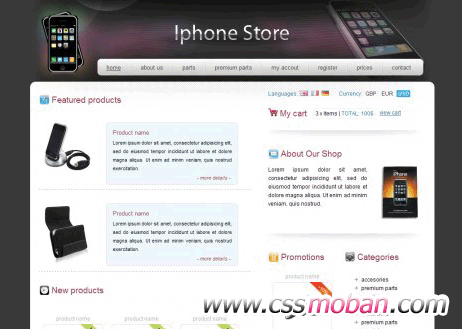 Iphone Store
home about us parts premium parts my accout register prices contact
Languages: Currency: GBP EUR USD
Featured products
My cart 3 x items | TOTAL: 100$ view cart
Product name
Lorem ipsum dolor sit amet, consectetur adipisicing elit,
sed do eiusmod tempor incididunt ut labore et dolore
magna aliqua. Ut enim ad minim veniam, quis nostrud
exercitation.
- more details -
About Our Shop
Lorem ipsum dolor sit amet, consectetur adipisicing elit, sed do eiusmod tempor incididunt ut labore et dolore magna aliqua. Ut enim ad minim veniam, quis nostrud.
iPhone
Product name
Lorem ipsum dolor sit amet, consectetur adipisicing elit,
sed do eiusmod tempor incididunt ut labore et dolore
magna aliqua. Ut enim ad minim veniam, quis nostrud
exercitation.
- more details -
Promotions
Categories
product name
accesories
premium parts
New products
premium parts
product name product name product name
www.cssmoban.com